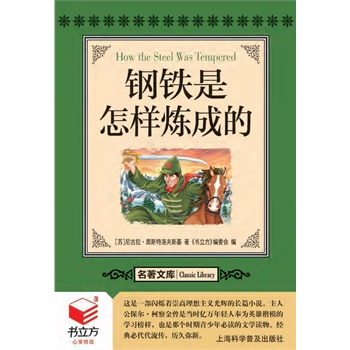 How the Steel Was Tempered
钢铁是
怎样炼成的
[苏]尼古拉·奥斯特洛夫斯基 著 《书立方》编委会 编
名著文库 Classic Library
这是一部闪烁着崇高理想主义光辉的长篇小说。主人
公保尔·柯察金曾是当时亿万年轻人奉为英雄楷模的
学习榜样,也是那个时期青少年必读的文学读物。经
典必代代流传,历久弥新。
书立方
心享悦读
上海科学普及出版社